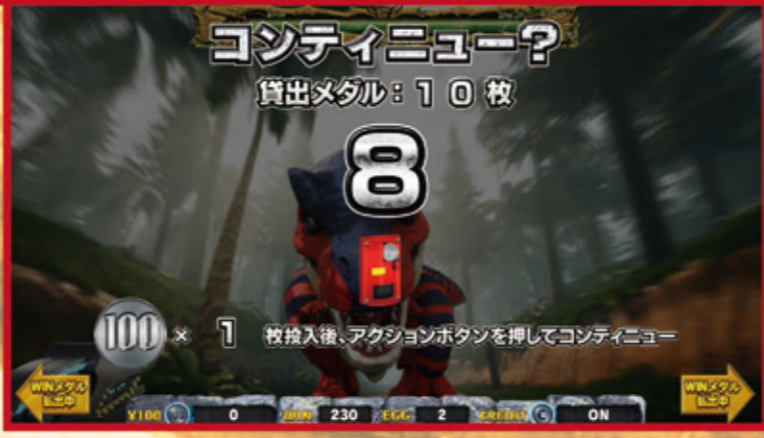 コンティニュー?
貸出メダル:10枚
8
100 × 1 枚投入後、アクションボタンを押してコンティニュー
WINメダル
払出中
WINメダル
払出中
¥100 0 WIN 230 EGG 2 CREDIT C ON